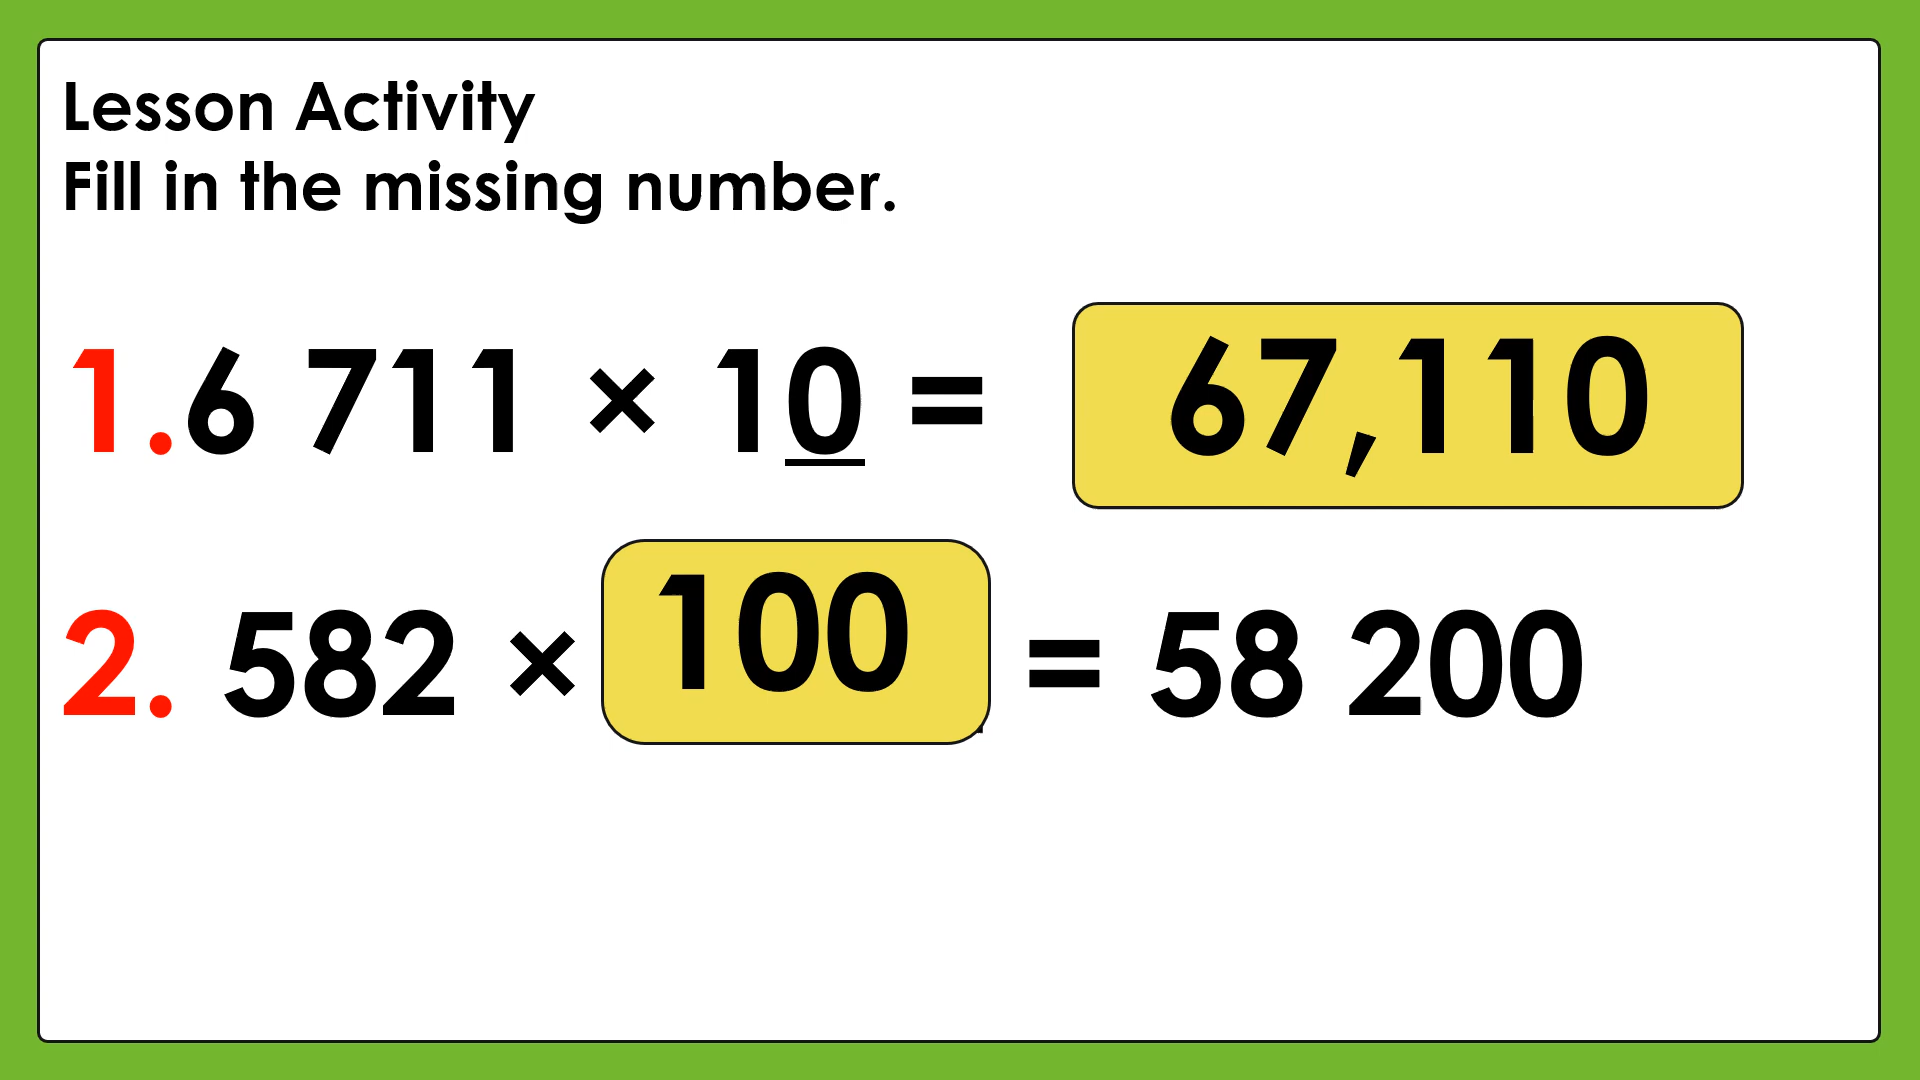 Lesson Activity
Fill in the missing number.
1.6 711 × 10 = 67,110
2. 582 × 100 = 58 200